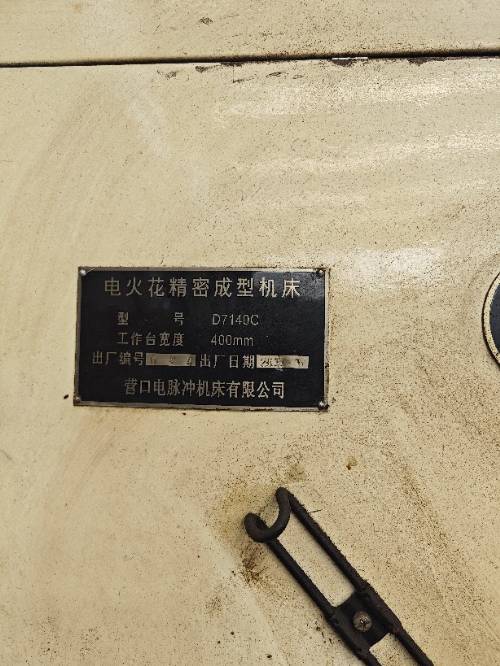 电火花精密成型机床
型 号 D7140C
工作台宽度 400mm
出厂编号 出厂日期
营口电脉冲机床有限公司